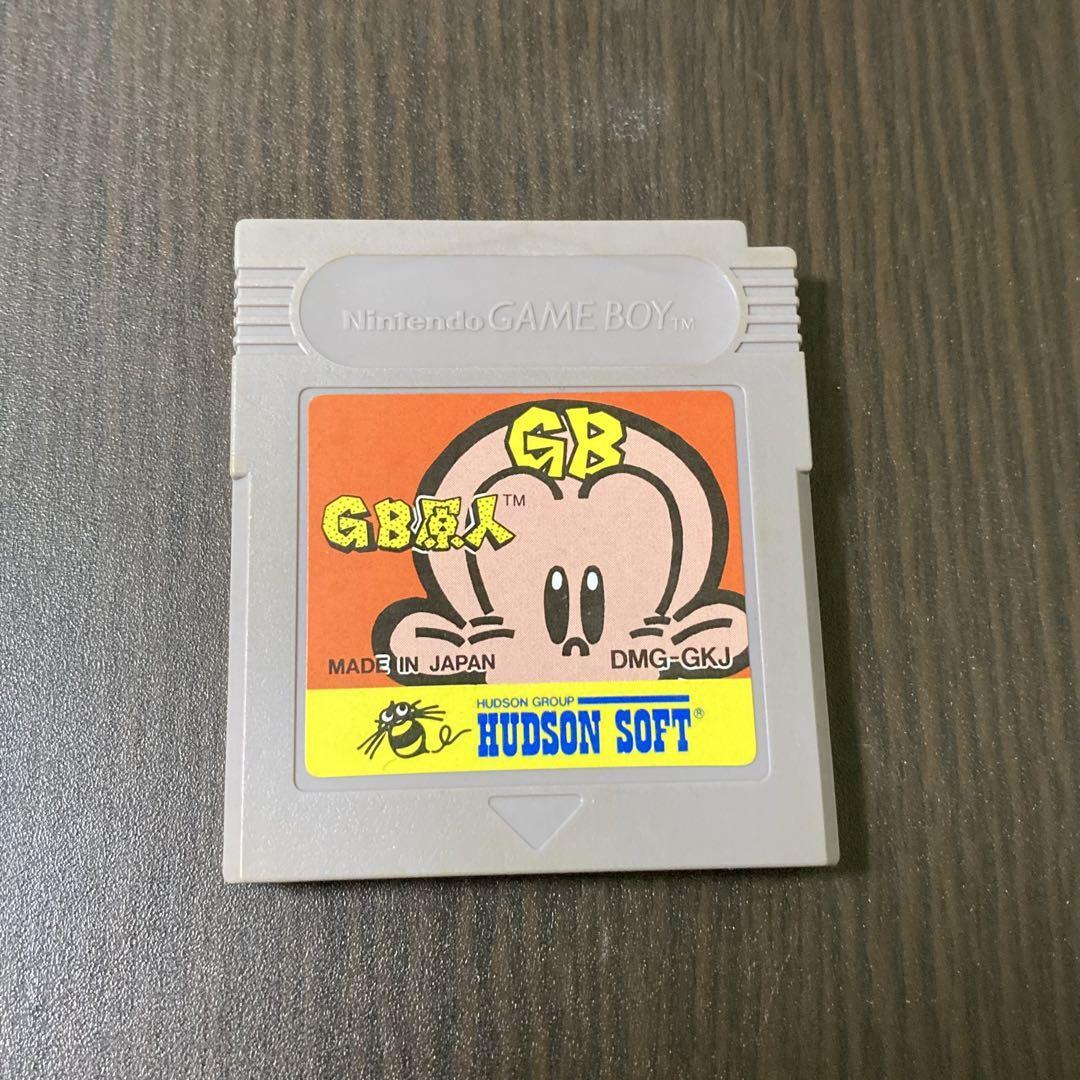 Nintendo GAME BOY™
GB
GB原人™
MADE IN JAPAN DMG-GKJ
HUDSON GROUP
HUDSON SOFT®